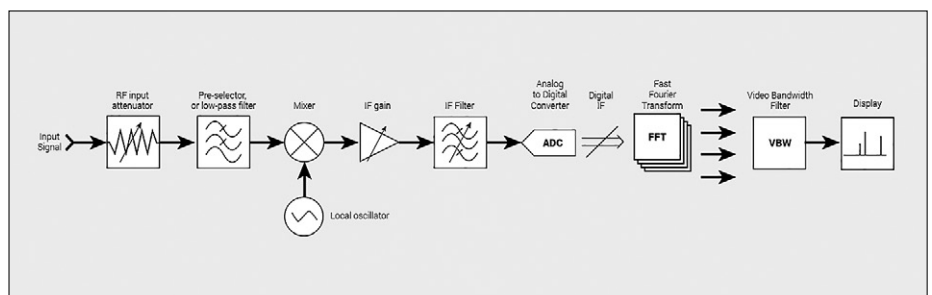 RF input
attenuator
Pre-selector,
or low-pass filter
Mixer
IF gain
IF Filter
Analog
to Digital
Converter
Digital
IF
Fast
Fourier
Transform
Video Bandwidth
Filter
Display
Input
Signal
ADC
FFT
VBW
Local oscillator